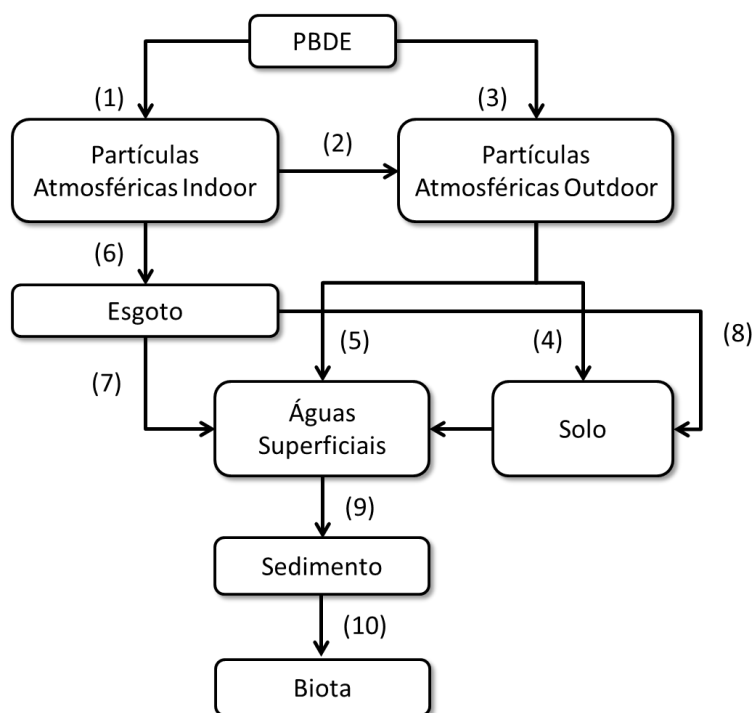 PBDE
(1)
(3)
Partículas
Atmosféricas Indoor
(2)
Partículas
Atmosféricas Outdoor
(6)
Esgoto
(5)
(4)
(8)
(7)
Águas
Superficiais
Solo
(9)
Sedimento
(10)
Biota